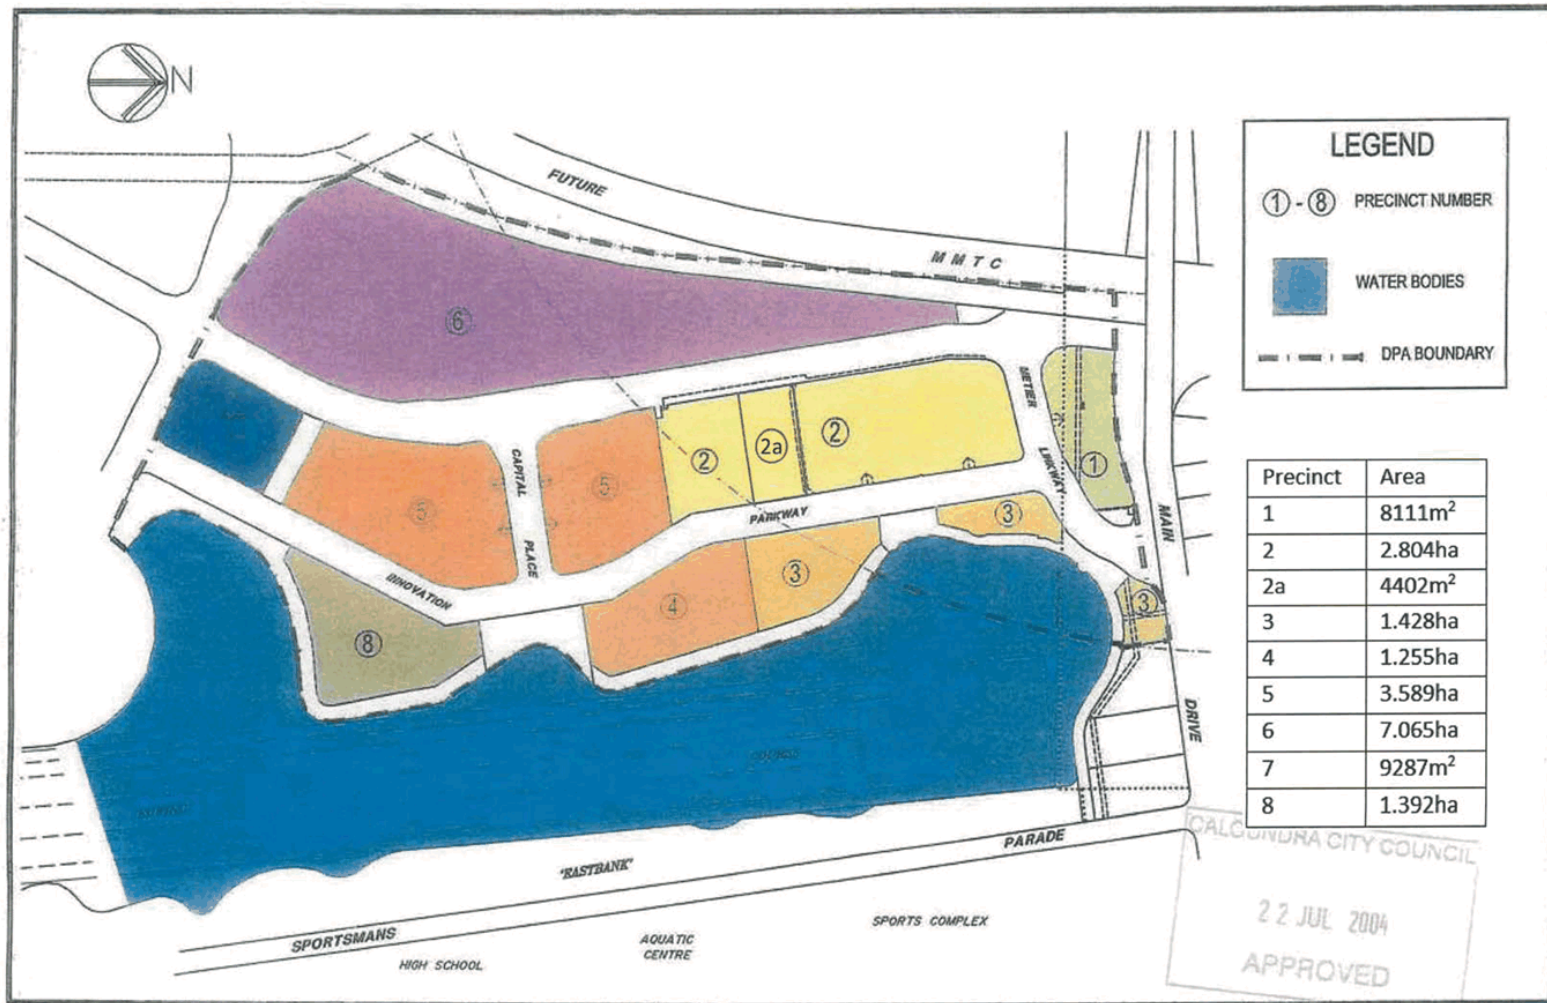 N
FUTURE
M M T C
6
METIER
LINKWAY
1
2
2a
2
CAPITAL
PLACE
5
5
PARKWAY
3
3
3
INNOVATION
4
8
MAIN
DRIVE
'EASTBANK'
SPORTSMANS
PARADE
HIGH SCHOOL
AQUATIC
CENTRE
SPORTS COMPLEX
LEGEND
1 - 8 PRECINCT NUMBER
WATER BODIES
DPA BOUNDARY
Precinct Area
1 8111m²
2 2.804ha
2a 4402m²
3 1.428ha
4 1.255ha
5 3.589ha
6 7.065ha
7 9287m²
8 1.392ha
CALOUNDRA CITY COUNCIL
22 JUL 2004
APPROVED